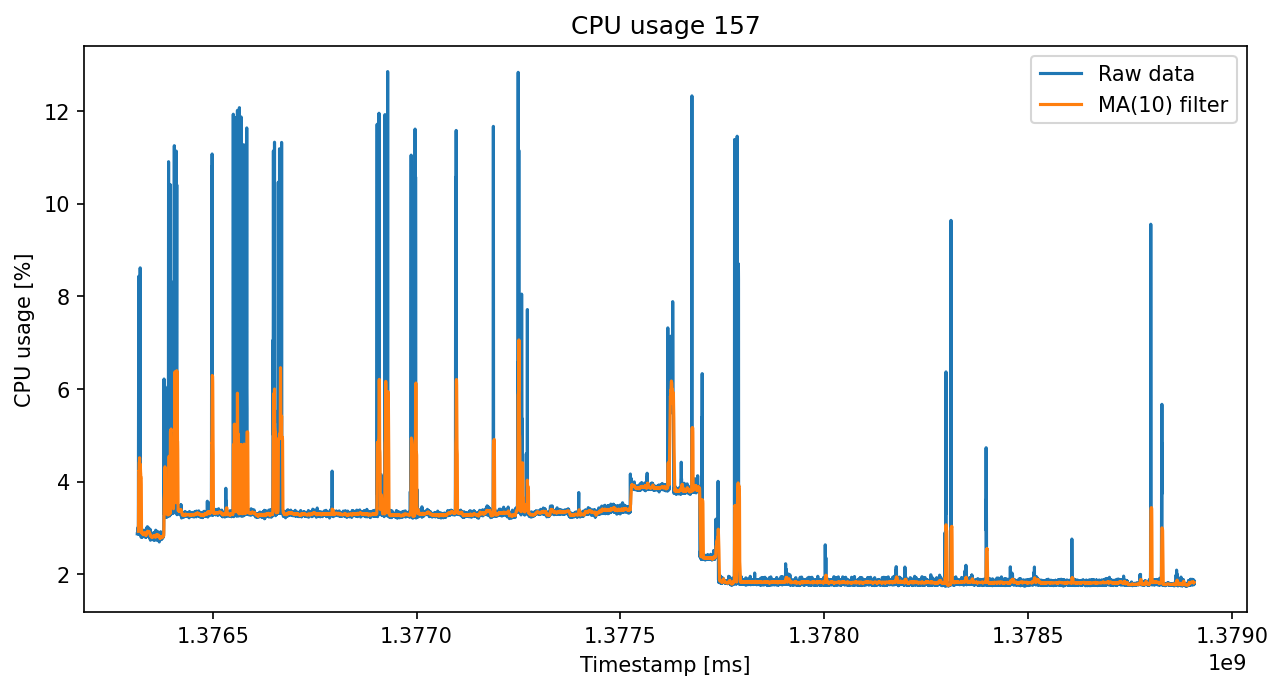 CPU usage 157
Raw data
MA(10) filter
CPU usage [%]
12
10
8
6
4
2
1.3765 1.3770 1.3775 1.3780 1.3785 1.3790
1e9
Timestamp [ms]